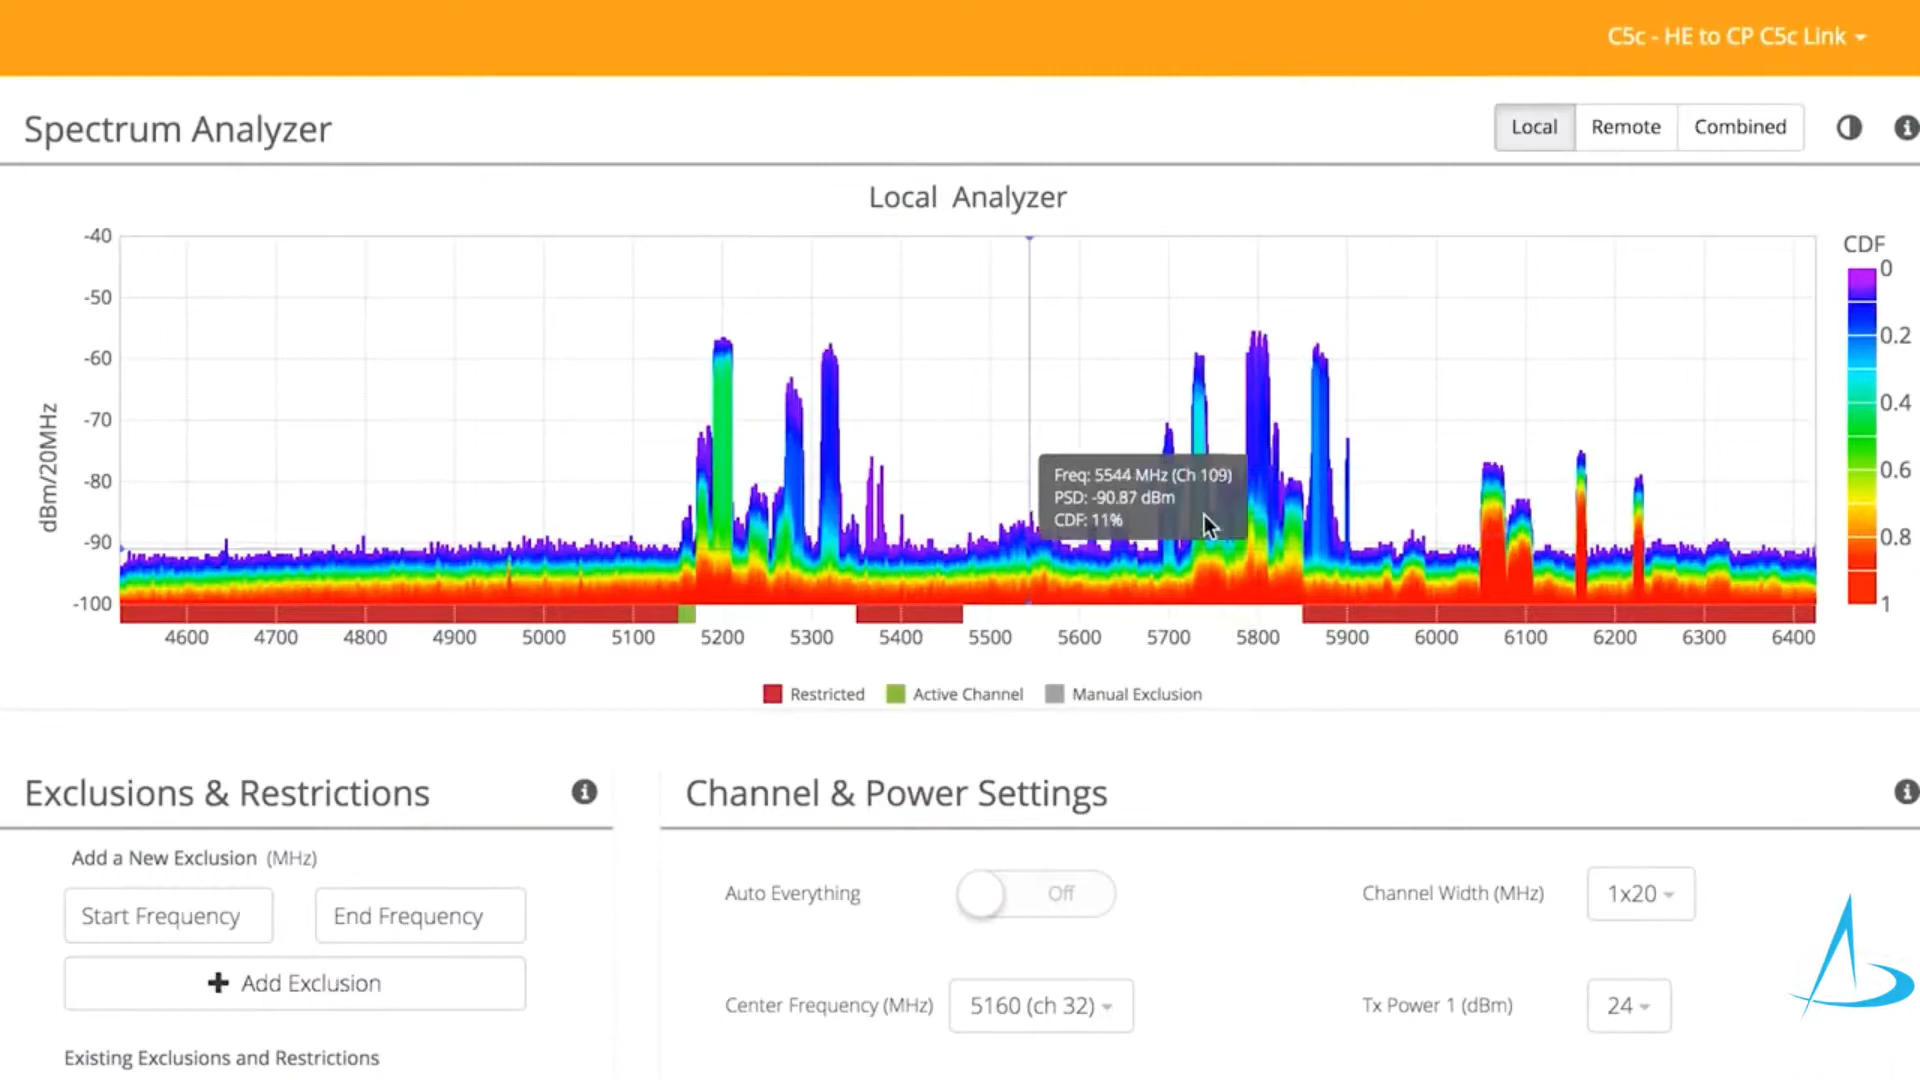 C5c - HE to CP C5c Link
Spectrum Analyzer
Local Remote Combined
Local Analyzer
CDF
dBm/20MHz
-40
-50
-60
-70
-80
-90
-100
0
0.2
0.4
0.6
0.8
1
Freq: 5544 MHz (Ch 109)
PSD: -90.87 dBm
CDF: 11%
4600 4700 4800 4900 5000 5100 5200 5300 5400 5500 5600 5700 5800 5900 6000 6100 6200 6300 6400
Restricted Active Channel Manual Exclusion
Exclusions & Restrictions
Add a New Exclusion (MHz)
Start Frequency End Frequency
Add Exclusion
Existing Exclusions and Restrictions
Channel & Power Settings
Auto Everything Off
Channel Width (MHz) 1x20
Center Frequency (MHz) 5160 (ch 32)
Tx Power 1 (dBm) 24